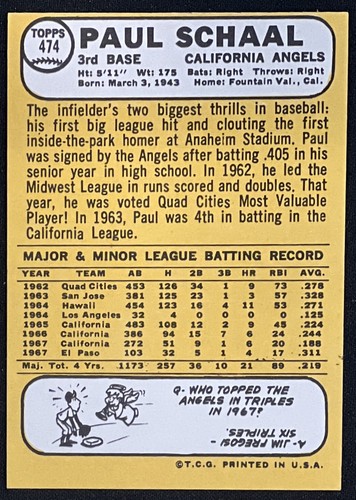 TOPPS
474
PAUL SCHAAL
3rd BASE CALIFORNIA ANGELS
Ht: 5'11" Wt: 175 Bats: Right Throws: Right
Born: March 3, 1943 Home: Fountain Val., Cal.
The infielder's two biggest thrills in baseball:
his first big league hit and clouting the first
inside-the-park homer at Anaheim Stadium. Paul
was signed by the Angels after batting .405 in his
senior year in high school. In 1962, he led the
Midwest League in runs scored and doubles. That
year, he was voted Quad Cities Most Valuable
Player! In 1963, Paul was 4th in batting in the
California League.
MAJOR & MINOR LEAGUE BATTING RECORD
YEAR TEAM AB H 2B 3B HR RBI AVG.
1962 Quad Cities 453 126 34 1 9 73 .278
1963 San Jose 381 125 23 1 3 57 .328
1964 Hawaii 454 123 16 4 11 53 .271
1964 Los Angeles 32 4 0 0 0 0 .125
1965 California 483 108 12 2 9 45 .224
1966 California 386 94 15 7 6 24 .244
1967 California 272 51 9 1 6 20 .188
1967 El Paso 103 32 5 1 4 17 .311
Maj. Tot. 4 Yrs. 1173 257 36 10 21 89 .219
Q- WHO TOPPED THE
ANGELS IN TRIPLES
IN 1967?
A- JIM FREGOSI -
SIX TRIPLES.
©T.C.G. PRINTED IN U.S.A.